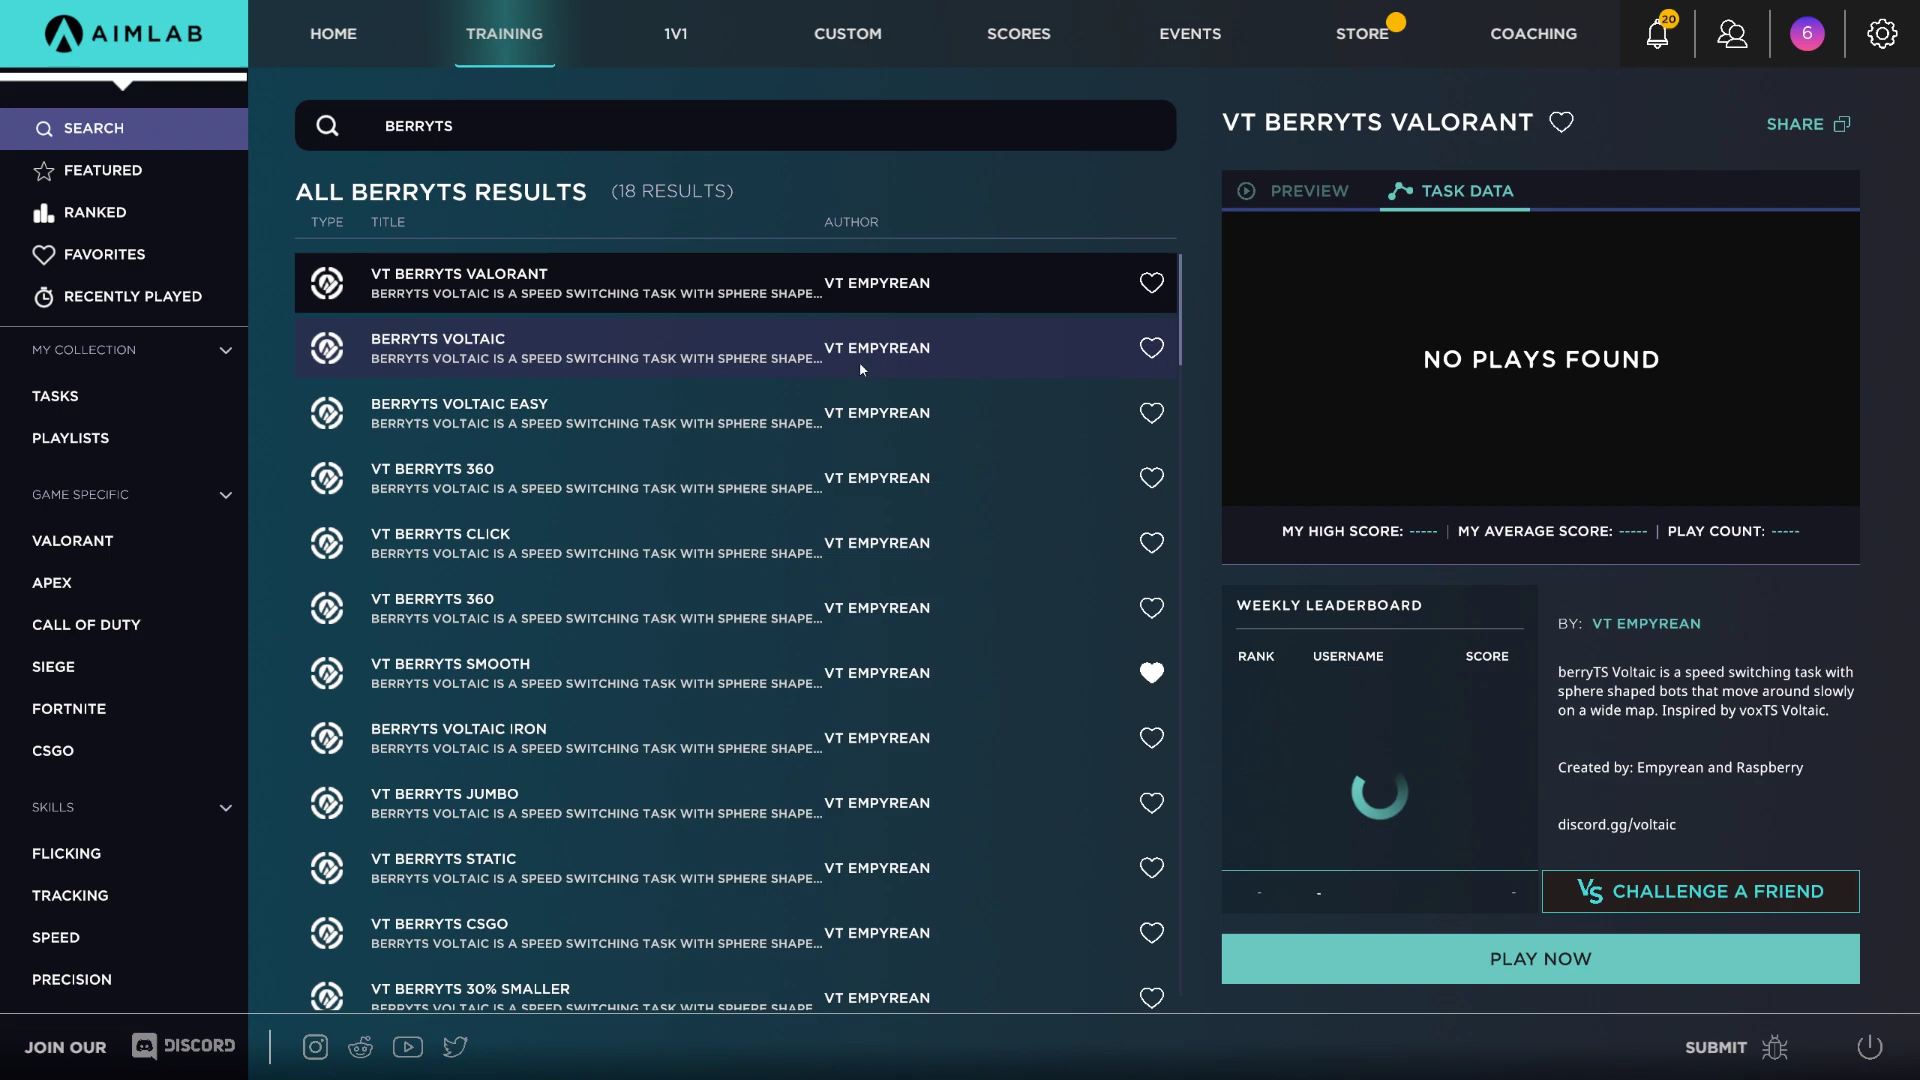 AIMLAB
HOME
TRAINING
1V1
CUSTOM
SCORES
EVENTS
STORE
COACHING
20
6
SEARCH
FEATURED
RANKED
FAVORITES
RECENTLY PLAYED
MY COLLECTION
TASKS
PLAYLISTS
GAME SPECIFIC
VALORANT
APEX
CALL OF DUTY
SIEGE
FORTNITE
CSGO
SKILLS
FLICKING
TRACKING
SPEED
PRECISION
BERRYTS
ALL BERRYTS RESULTS (18 RESULTS)
TYPE TITLE AUTHOR
VT BERRYTS VALORANT
BERRYTS VOLTAIC IS A SPEED SWITCHING TASK WITH SPHERE SHAPE... VT EMPYREAN
BERRYTS VOLTAIC
BERRYTS VOLTAIC IS A SPEED SWITCHING TASK WITH SPHERE SHAPE... VT EMPYREAN
BERRYTS VOLTAIC EASY
BERRYTS VOLTAIC IS A SPEED SWITCHING TASK WITH SPHERE SHAPE... VT EMPYREAN
VT BERRYTS 360
BERRYTS VOLTAIC IS A SPEED SWITCHING TASK WITH SPHERE SHAPE... VT EMPYREAN
VT BERRYTS CLICK
BERRYTS VOLTAIC IS A SPEED SWITCHING TASK WITH SPHERE SHAPE... VT EMPYREAN
VT BERRYTS 360
BERRYTS VOLTAIC IS A SPEED SWITCHING TASK WITH SPHERE SHAPE... VT EMPYREAN
VT BERRYTS SMOOTH
BERRYTS VOLTAIC IS A SPEED SWITCHING TASK WITH SPHERE SHAPE... VT EMPYREAN
BERRYTS VOLTAIC IRON
BERRYTS VOLTAIC IS A SPEED SWITCHING TASK WITH SPHERE SHAPE... VT EMPYREAN
VT BERRYTS JUMBO
BERRYTS VOLTAIC IS A SPEED SWITCHING TASK WITH SPHERE SHAPE... VT EMPYREAN
VT BERRYTS STATIC
BERRYTS VOLTAIC IS A SPEED SWITCHING TASK WITH SPHERE SHAPE... VT EMPYREAN
VT BERRYTS CSGO
BERRYTS VOLTAIC IS A SPEED SWITCHING TASK WITH SPHERE SHAPE... VT EMPYREAN
VT BERRYTS 30% SMALLER
BERRYTS VOLTAIC IS A SPEED SWITCHING TASK WITH SPHERE SHAPE... VT EMPYREAN
VT BERRYTS VALORANT
SHARE
PREVIEW
TASK DATA
NO PLAYS FOUND
MY HIGH SCORE: ----- | MY AVERAGE SCORE: ----- | PLAY COUNT: -----
WEEKLY LEADERBOARD
RANK USERNAME SCORE
- - -
BY: VT EMPYREAN
berryTS Voltaic is a speed switching task with
sphere shaped bots that move around slowly
on a wide map. Inspired by voxTS Voltaic.
Created by: Empyrean and Raspberry
discord.gg/voltaic
VS CHALLENGE A FRIEND
PLAY NOW
JOIN OUR DISCORD
SUBMIT